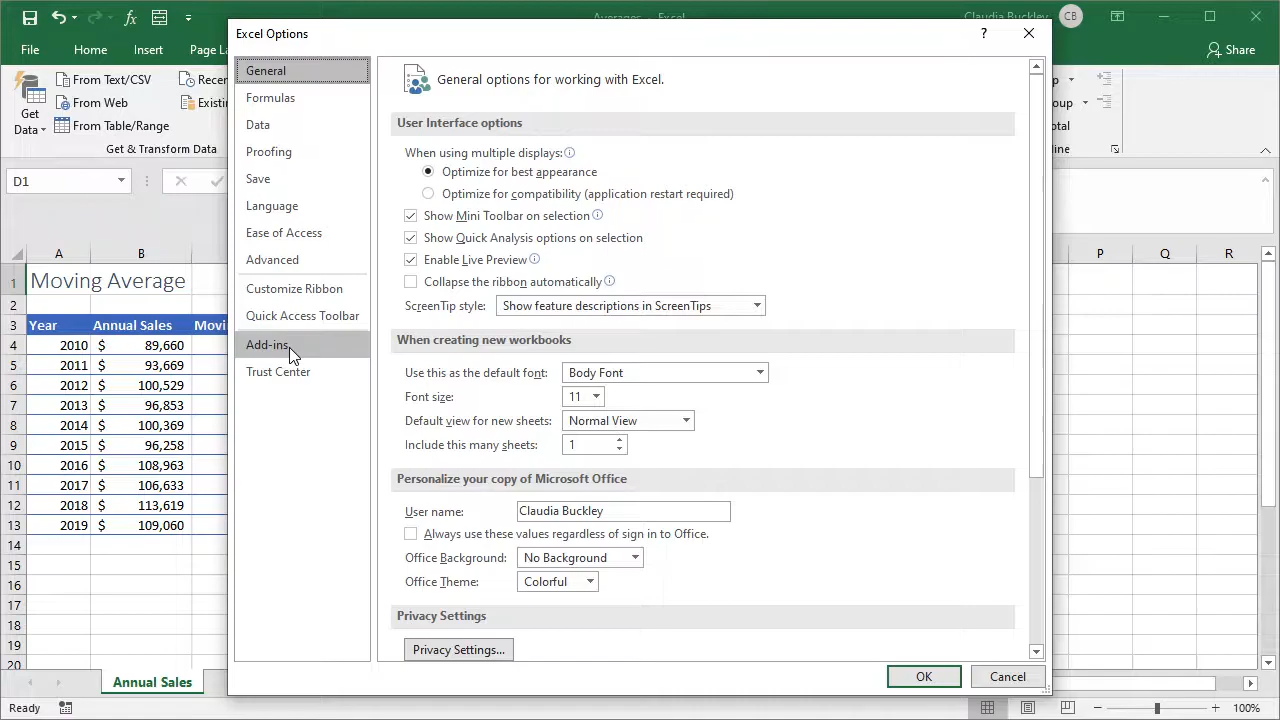 Averages - Excel
Claudia Buckley
CB
File
Home
Insert
Page La
Share
From Text/CSV
Recen
From Web
Existin
From Table/Range
Get
Data
Get & Transform Data
D1
Excel Options
?
General
Formulas
Data
Proofing
Save
Language
Ease of Access
Advanced
Customize Ribbon
Quick Access Toolbar
Add-ins
Trust Center
General options for working with Excel.
User Interface options
When using multiple displays:
Optimize for best appearance
Optimize for compatibility (application restart required)
Show Mini Toolbar on selection
Show Quick Analysis options on selection
Enable Live Preview
Collapse the ribbon automatically
ScreenTip style: Show feature descriptions in ScreenTips
When creating new workbooks
Use this as the default font: Body Font
Font size: 11
Default view for new sheets: Normal View
Include this many sheets: 1
Personalize your copy of Microsoft Office
User name: Claudia Buckley
Always use these values regardless of sign in to Office.
Office Background: No Background
Office Theme: Colorful
Privacy Settings
Privacy Settings...
OK
Cancel
oup
otal
ine
A B P Q R
1 Moving Average
2
3 Year Annual Sales Movi
4 2010 $ 89,660
5 2011 $ 93,669
6 2012 $ 100,529
7 2013 $ 96,853
8 2014 $ 100,369
9 2015 $ 96,258
10 2016 $ 108,963
11 2017 $ 106,633
12 2018 $ 113,619
13 2019 $ 109,060
14
15
16
17
18
19
20
Annual Sales
Ready
100%